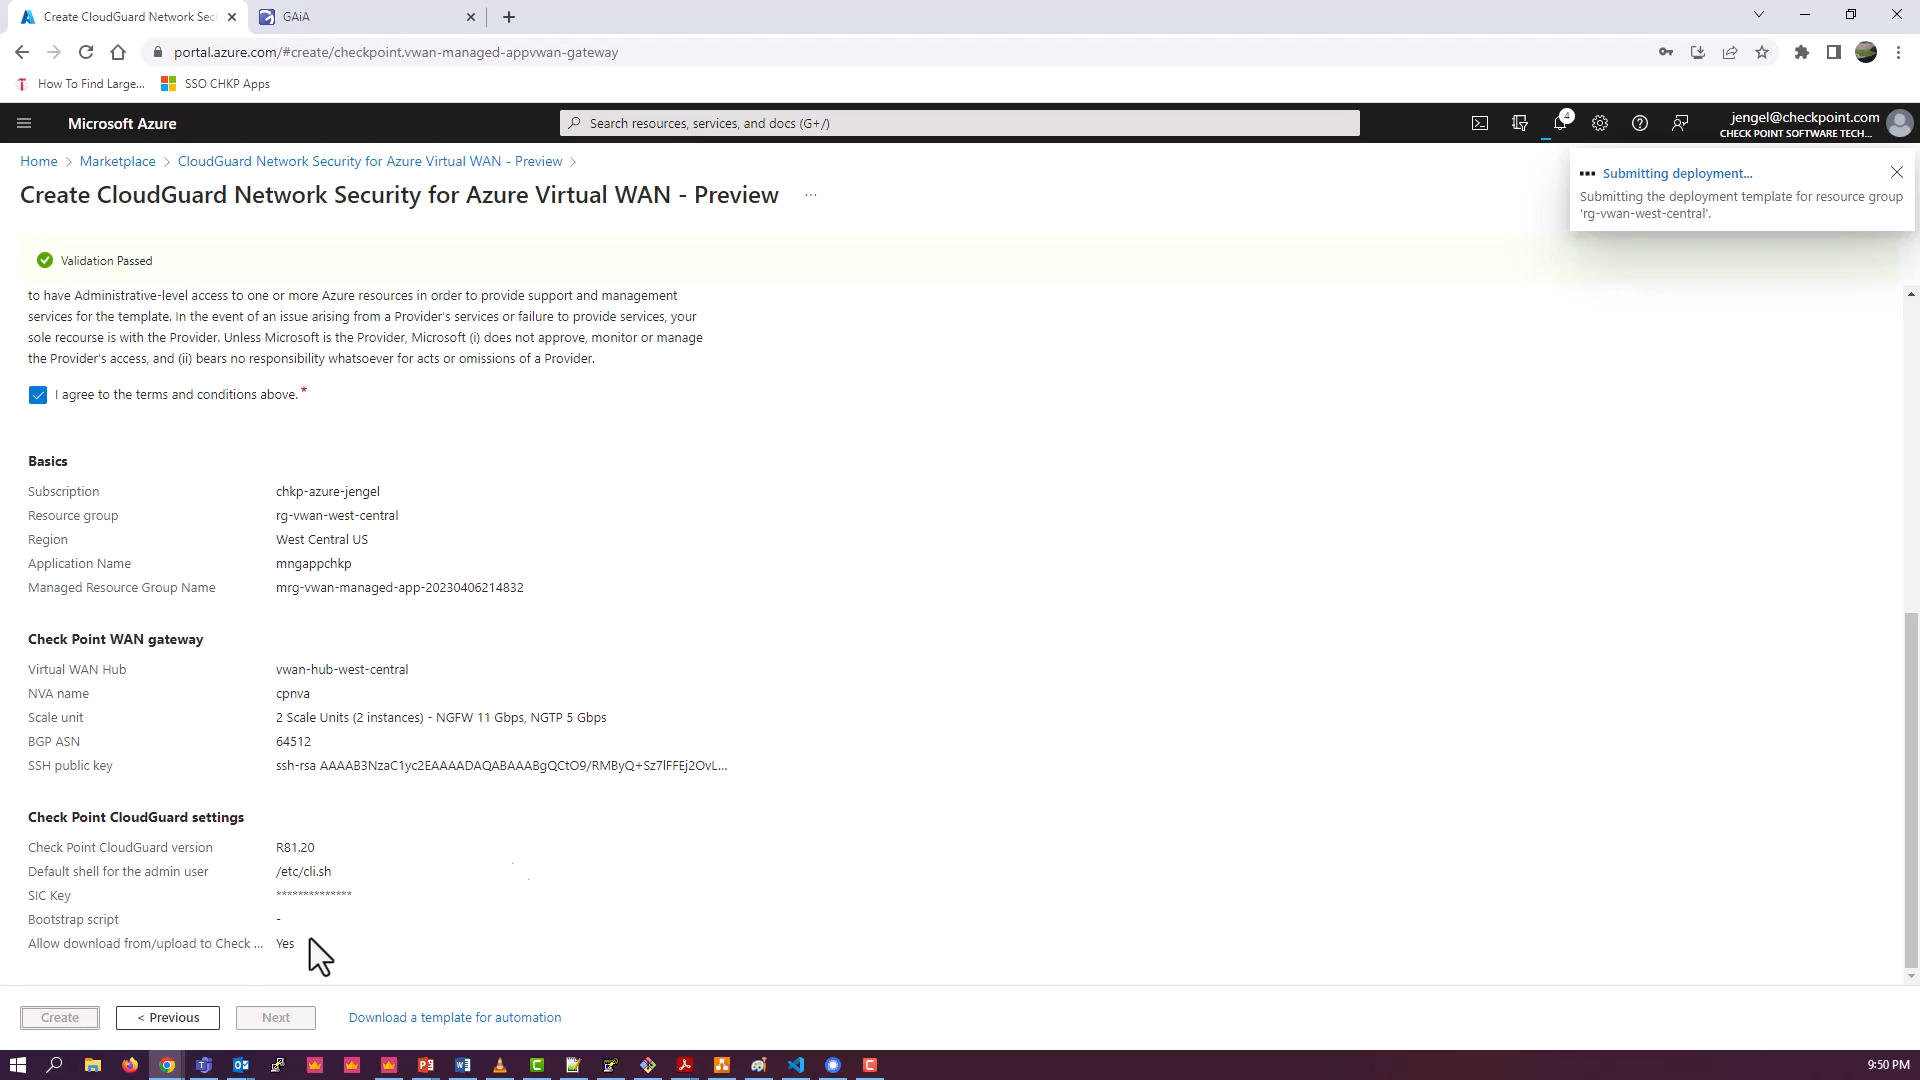 Create CloudGuard Network Sec
GAiA
portal.azure.com/#create/checkpoint.vwan-managed-appvwan-gateway
How To Find Large...
SSO CHKP Apps
Microsoft Azure
Search resources, services, and docs (G+/)
4
jengel@checkpoint.com
CHECK POINT SOFTWARE TECH...
Home > Marketplace > CloudGuard Network Security for Azure Virtual WAN - Preview >
Create CloudGuard Network Security for Azure Virtual WAN - Preview ...
Submitting deployment...
Submitting the deployment template for resource group
'rg-vwan-west-central'.
Validation Passed
to have Administrative-level access to one or more Azure resources in order to provide support and management
services for the template. In the event of an issue arising from a Provider's services or failure to provide services, your
sole recourse is with the Provider. Unless Microsoft is the Provider, Microsoft (i) does not approve, monitor or manage
the Provider's access, and (ii) bears no responsibility whatsoever for acts or omissions of a Provider.
I agree to the terms and conditions above. *
Basics
Subscription chkp-azure-jengel
Resource group rg-vwan-west-central
Region West Central US
Application Name mngappchkp
Managed Resource Group Name mrg-vwan-managed-app-20230406214832
Check Point WAN gateway
Virtual WAN Hub vwan-hub-west-central
NVA name cpnva
Scale unit 2 Scale Units (2 instances) - NGFW 11 Gbps, NGTP 5 Gbps
BGP ASN 64512
SSH public key ssh-rsa AAAAB3NzaC1yc2EAAAADAQABAAABgQCtO9/RMByQ+Sz7lFFEj2OvL...
Check Point CloudGuard settings
Check Point CloudGuard version R81.20
Default shell for the admin user /etc/cli.sh
SIC Key **************
Bootstrap script -
Allow download from/upload to Check ... Yes
Create
< Previous
Next
Download a template for automation
9:50 PM